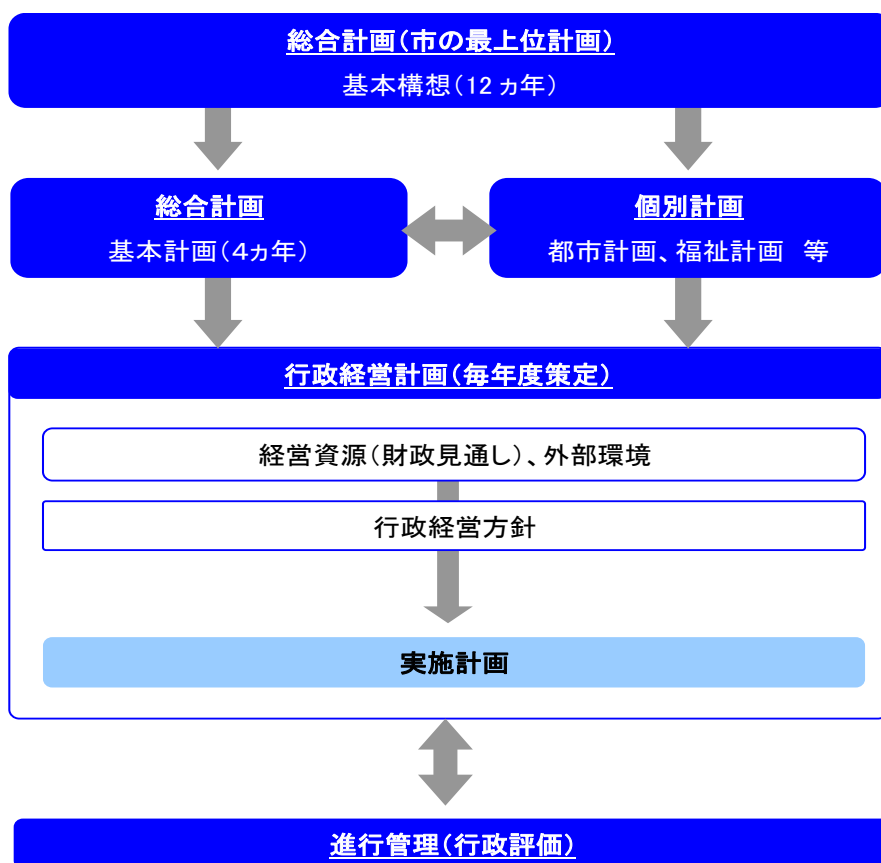 総合計画（市の最上位計画）
基本構想（12ヵ年）
総合計画
基本計画（4ヵ年）
個別計画
都市計画、福祉計画　等
行政経営計画（毎年度策定）
経営資源（財政見通し）、外部環境
行政経営方針
実施計画
進行管理（行政評価）